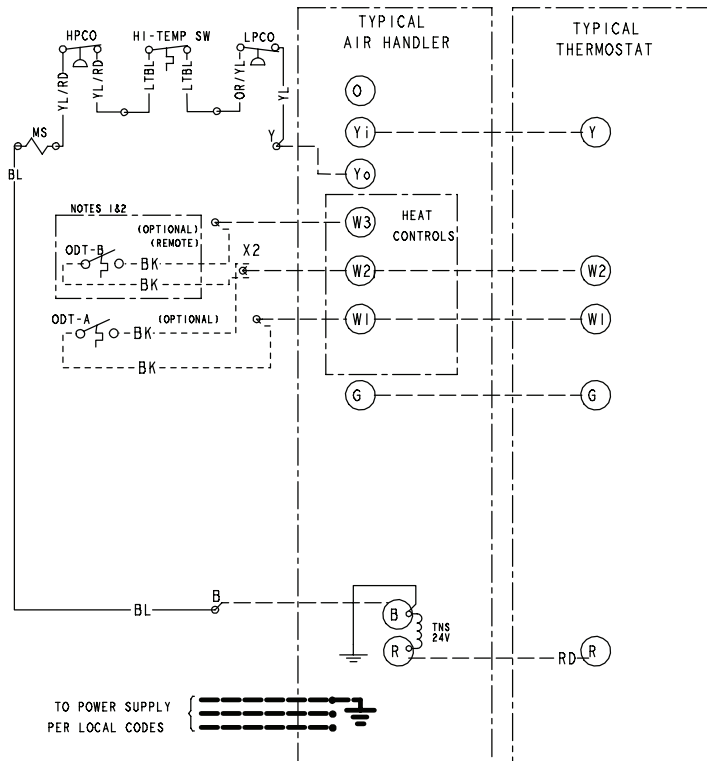 TYPICAL
AIR HANDLER
TYPICAL
THERMOSTAT
HPCO
HI-TEMP SW
LPCO
YL/RD
YL/RD
LTBL
LTBL
OR/YL
YL
MS
Y
BL
O
Yi
Y
Yo
NOTES 1&2
(OPTIONAL)
(REMOTE)
ODT-B
BK
BK
X2
W3
HEAT
CONTROLS
W2
W2
ODT-A
(OPTIONAL)
BK
BK
W1
W1
G
G
BL
B
B
TNS
24V
R
RD
R
TO POWER SUPPLY
PER LOCAL CODES